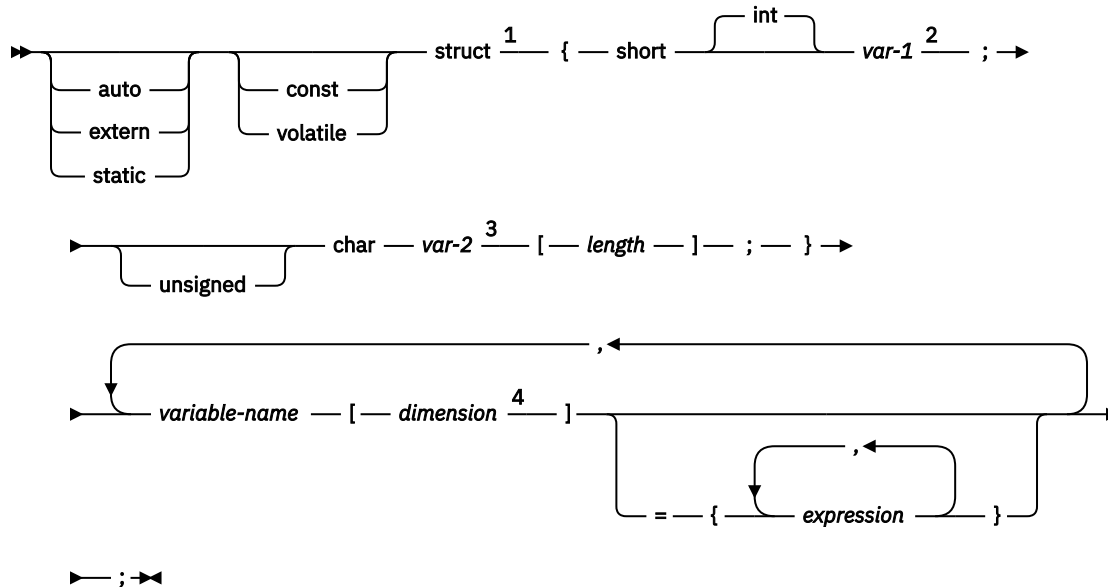 int
struct 1 { short var-1 2 ;
auto const
extern volatile
static
char var-2 3 [ length ] ; }
unsigned
,
variable-name [ dimension 4 ]
,
= { expression }
;